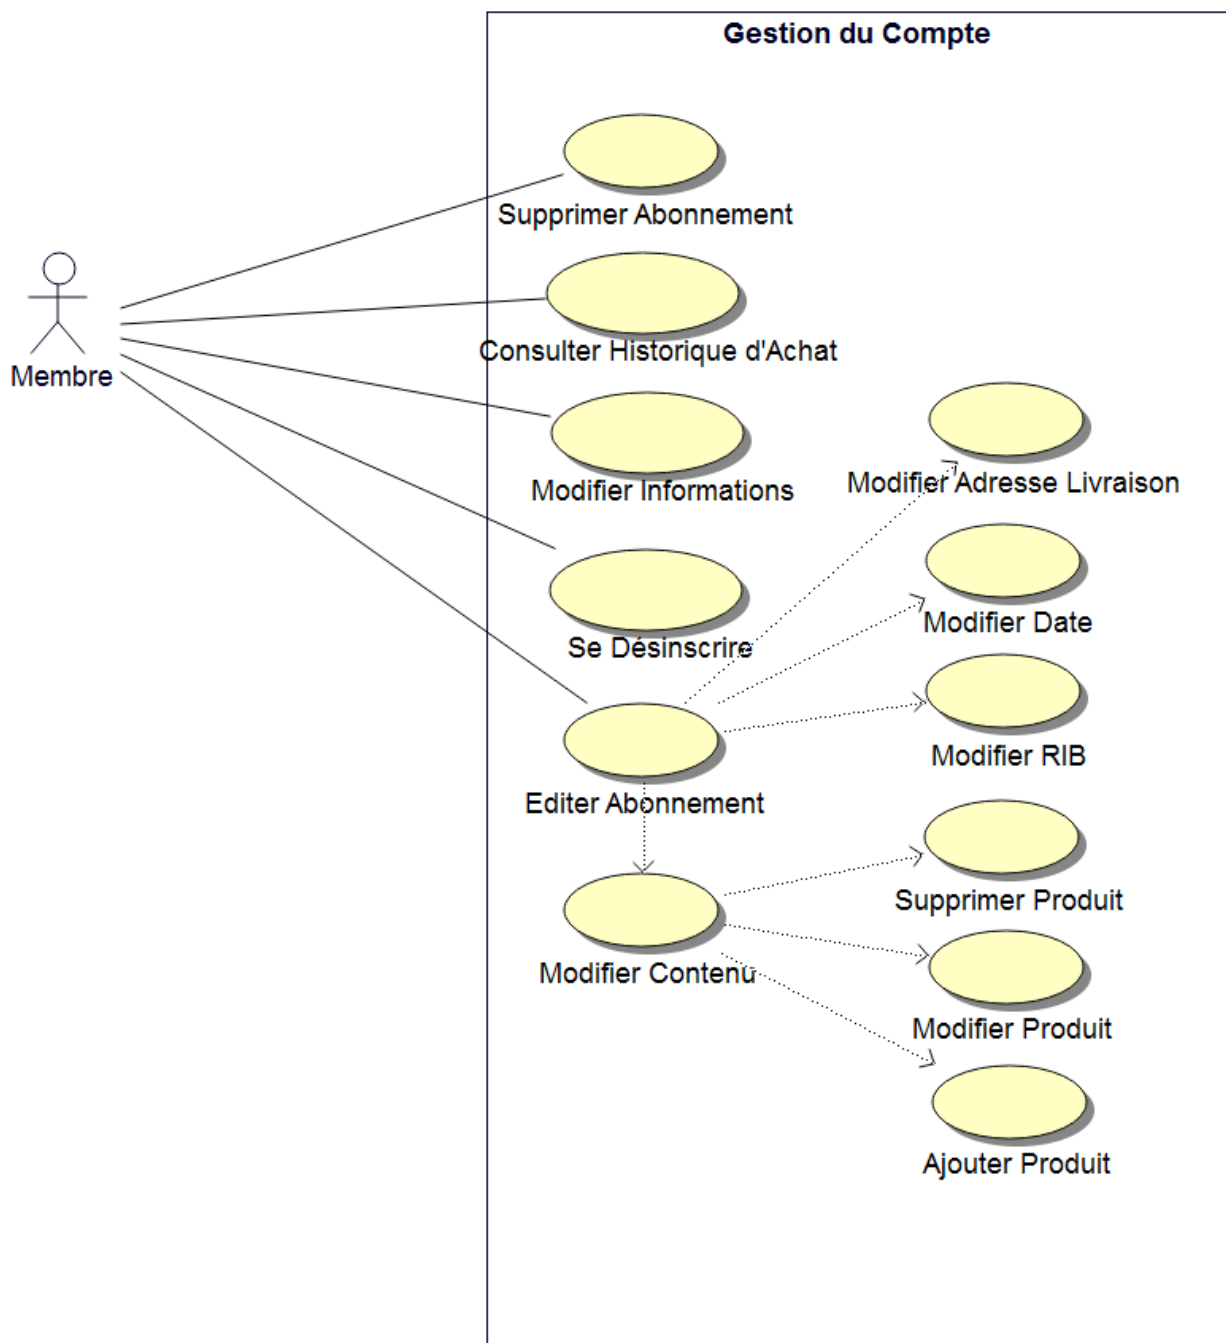 Gestion du Compte
Supprimer Abonnement
Membre
Consulter Historique d'Achat
Modifier Informations
Modifier Adresse Livraison
Se Désinscrire
Modifier Date
Modifier RIB
Editer Abonnement
Supprimer Produit
Modifier Contenu
Modifier Produit
Ajouter Produit